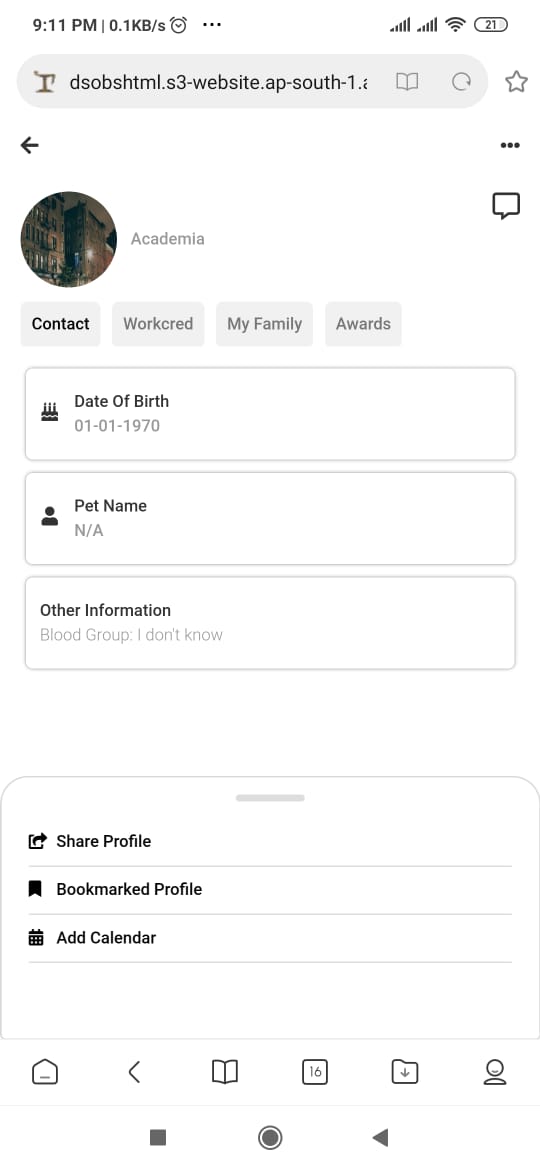 9:11 PM | 0.1KB/s
21
dsobshtml.s3-website.ap-south-1.a
Academia
Contact Workcred My Family Awards
Date Of Birth
01-01-1970
Pet Name
N/A
Other Information
Blood Group: I don't know
Share Profile
Bookmarked Profile
Add Calendar
16